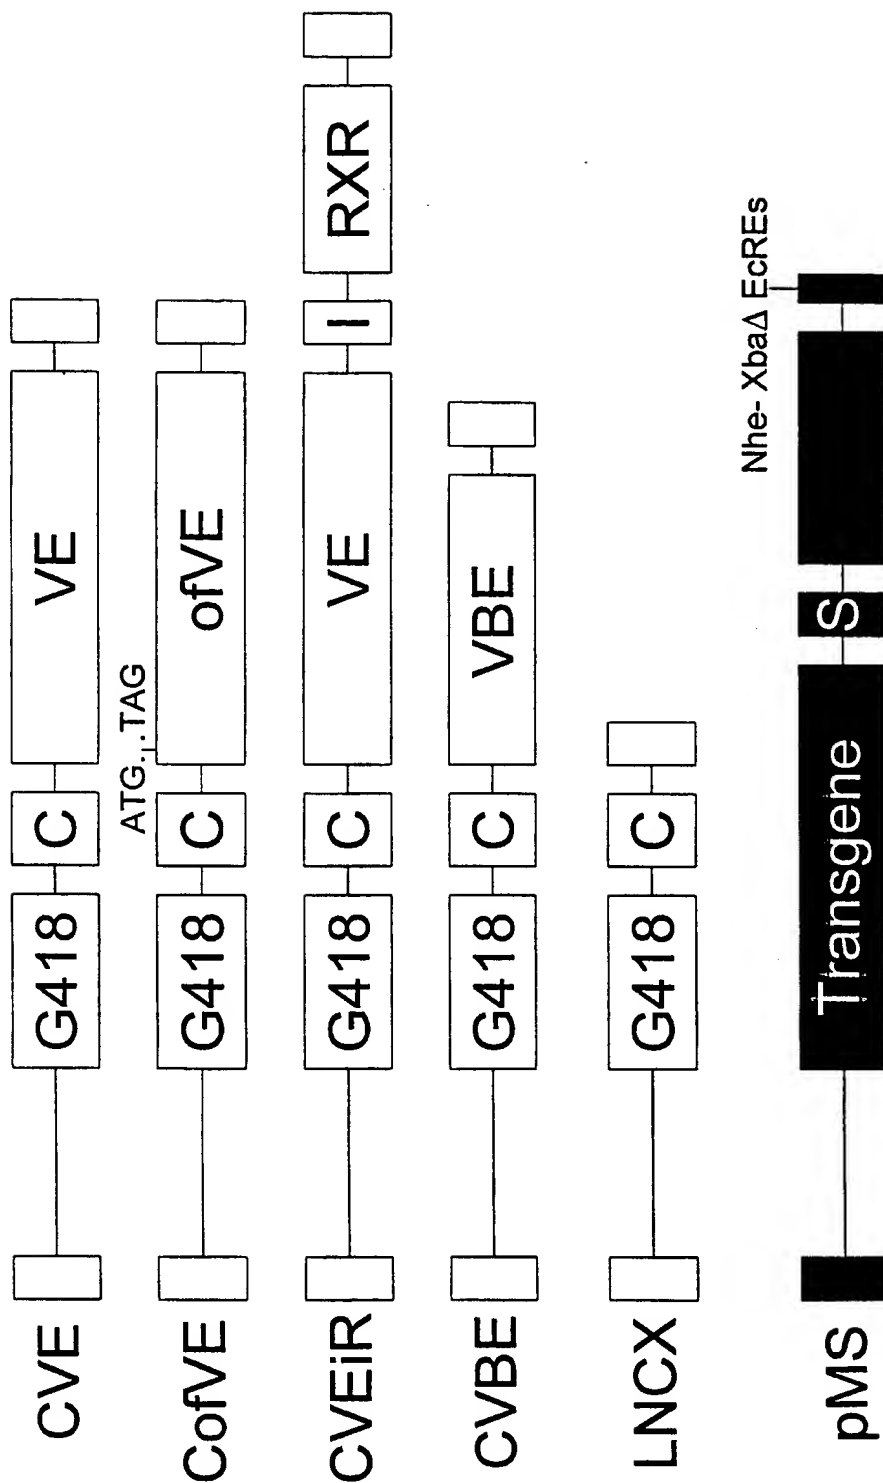 CVE G418 C VE
ATG...TAG
CofVE G418 C ofVE
CVEiR G418 C VE I RXR
CVBE G418 C VBE
LNCX G418 C
Nhe- XbaΔ EcREs
pMS Transgene S